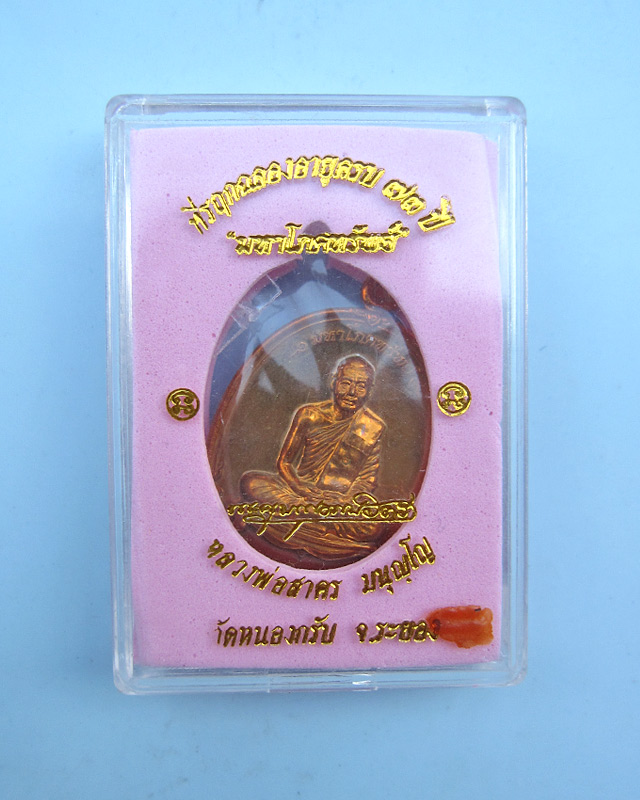 ที่ระฤกฉลองอายุครบ ๗๓ ปี
"มหาโภคทรัพย์"
หลวงพ่อสาคร มนุญฺโญ
วัดหนองกรับ จ.ระยอง